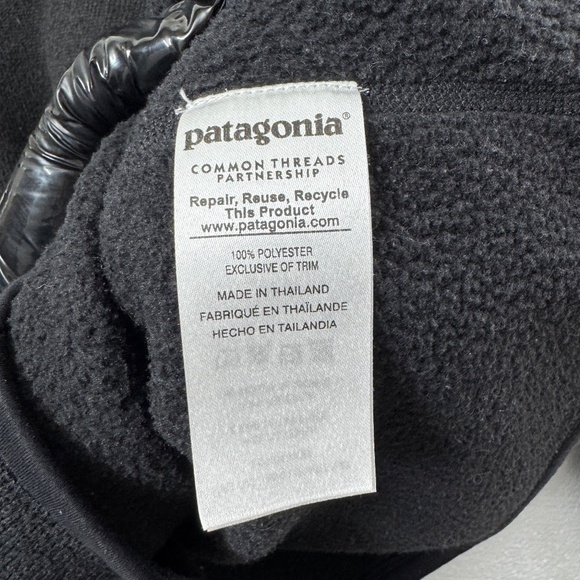 patagonia®
COMMON THREADS
PARTNERSHIP
Repair, Reuse, Recycle
This Product
www.patagonia.com
100% POLYESTER
EXCLUSIVE OF TRIM
MADE IN THAILAND
FABRIQUÉ EN THAÏLANDE
HECHO EN TAILANDIA